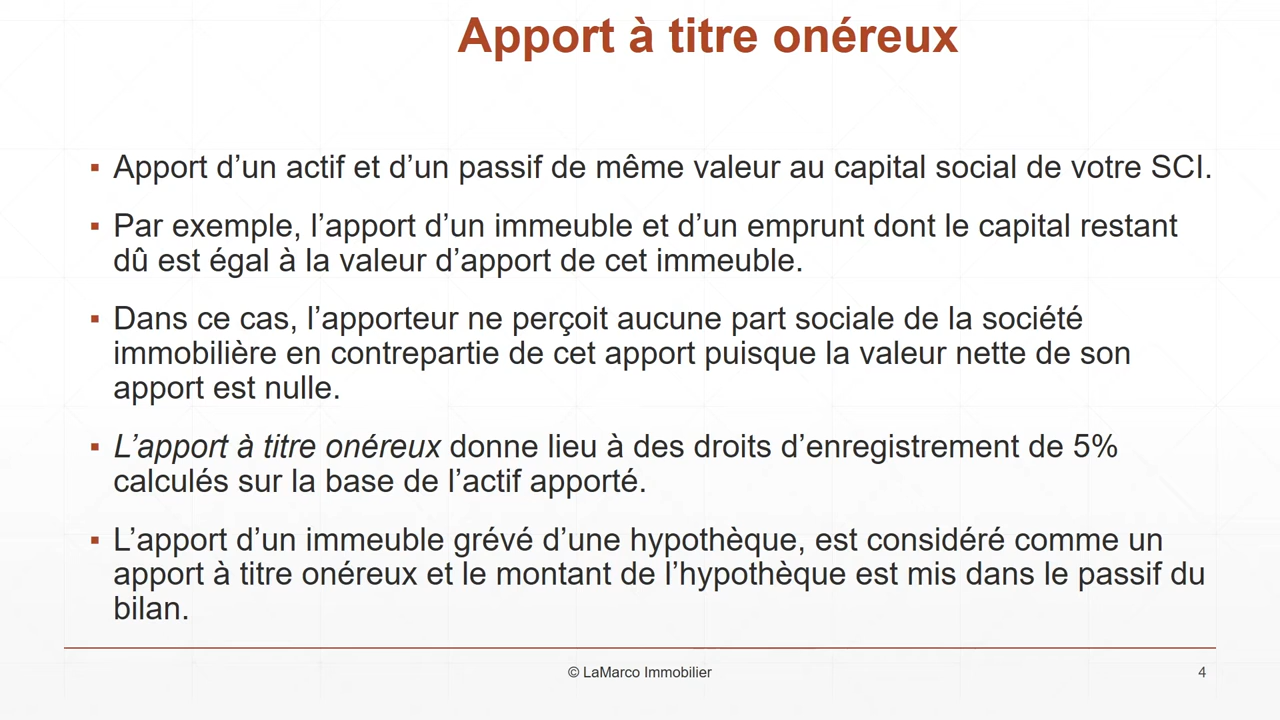 Apport à titre onéreux
▪ Apport d’un actif et d’un passif de même valeur au capital social de votre SCI.
▪ Par exemple, l’apport d’un immeuble et d’un emprunt dont le capital restant
dû est égal à la valeur d’apport de cet immeuble.
▪ Dans ce cas, l’apporteur ne perçoit aucune part sociale de la société
immobilière en contrepartie de cet apport puisque la valeur nette de son
apport est nulle.
▪ L’apport à titre onéreux donne lieu à des droits d’enregistrement de 5%
calculés sur la base de l’actif apporté.
▪ L’apport d’un immeuble grévé d’une hypothèque, est considéré comme un
apport à titre onéreux et le montant de l’hypothèque est mis dans le passif du
bilan.
© LaMarco Immobilier
4